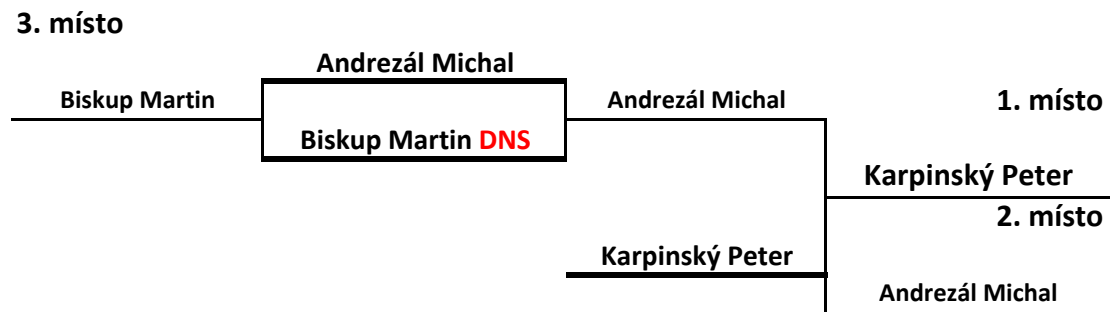 3. místo
Andrezál Michal
Biskup Martin
Andrezál Michal
1. místo
Biskup Martin DNS
Karpinský Peter
2. místo
Karpinský Peter
Andrezál Michal